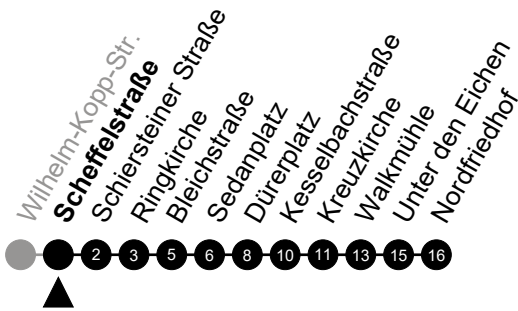 Wilhelm-Kopp-Str.
Scheffelstraße
Schiersteiner Straße
Ringkirche
Bleichstraße
Sedanplatz
Dürerplatz
Kesselbachstraße
Kreuzkirche
Walkmühle
Unter den Eichen
Nordfriedhof
2 3 5 6 8 10 11 13 15 16